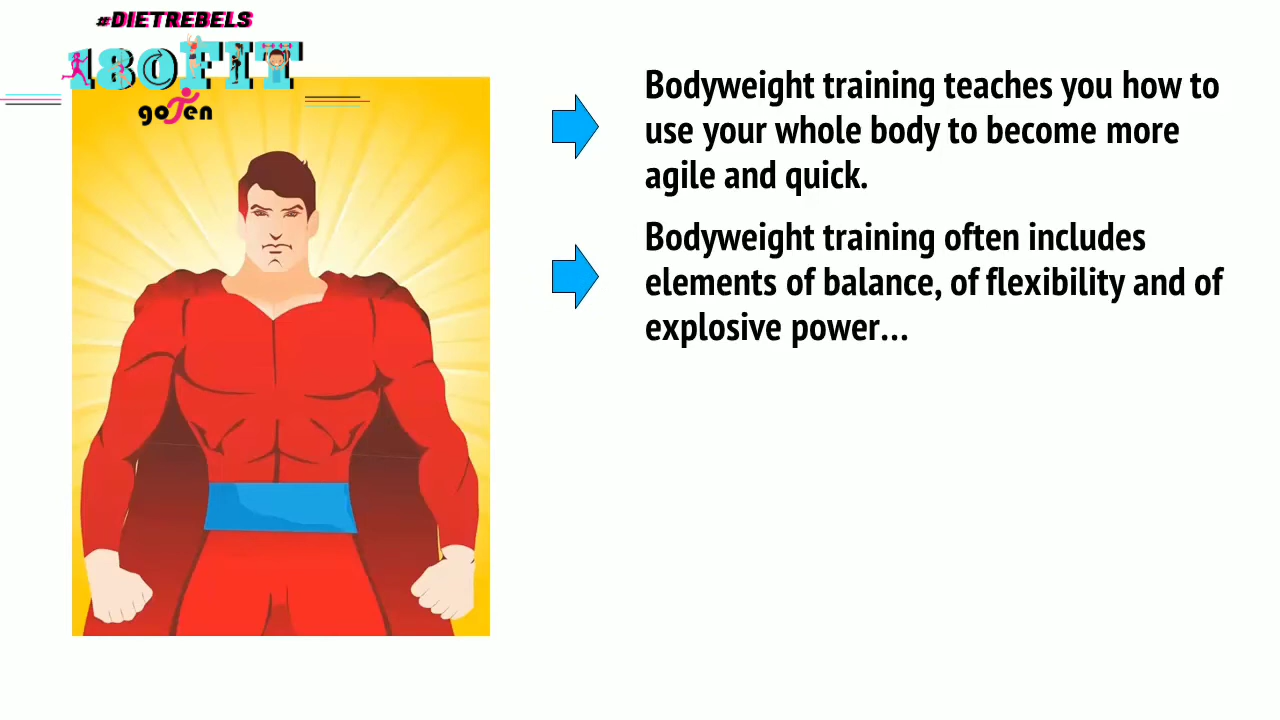 #DIETREBELS
180FIT
goTen
Bodyweight training teaches you how to
use your whole body to become more
agile and quick.
Bodyweight training often includes
elements of balance, of flexibility and of
explosive power…